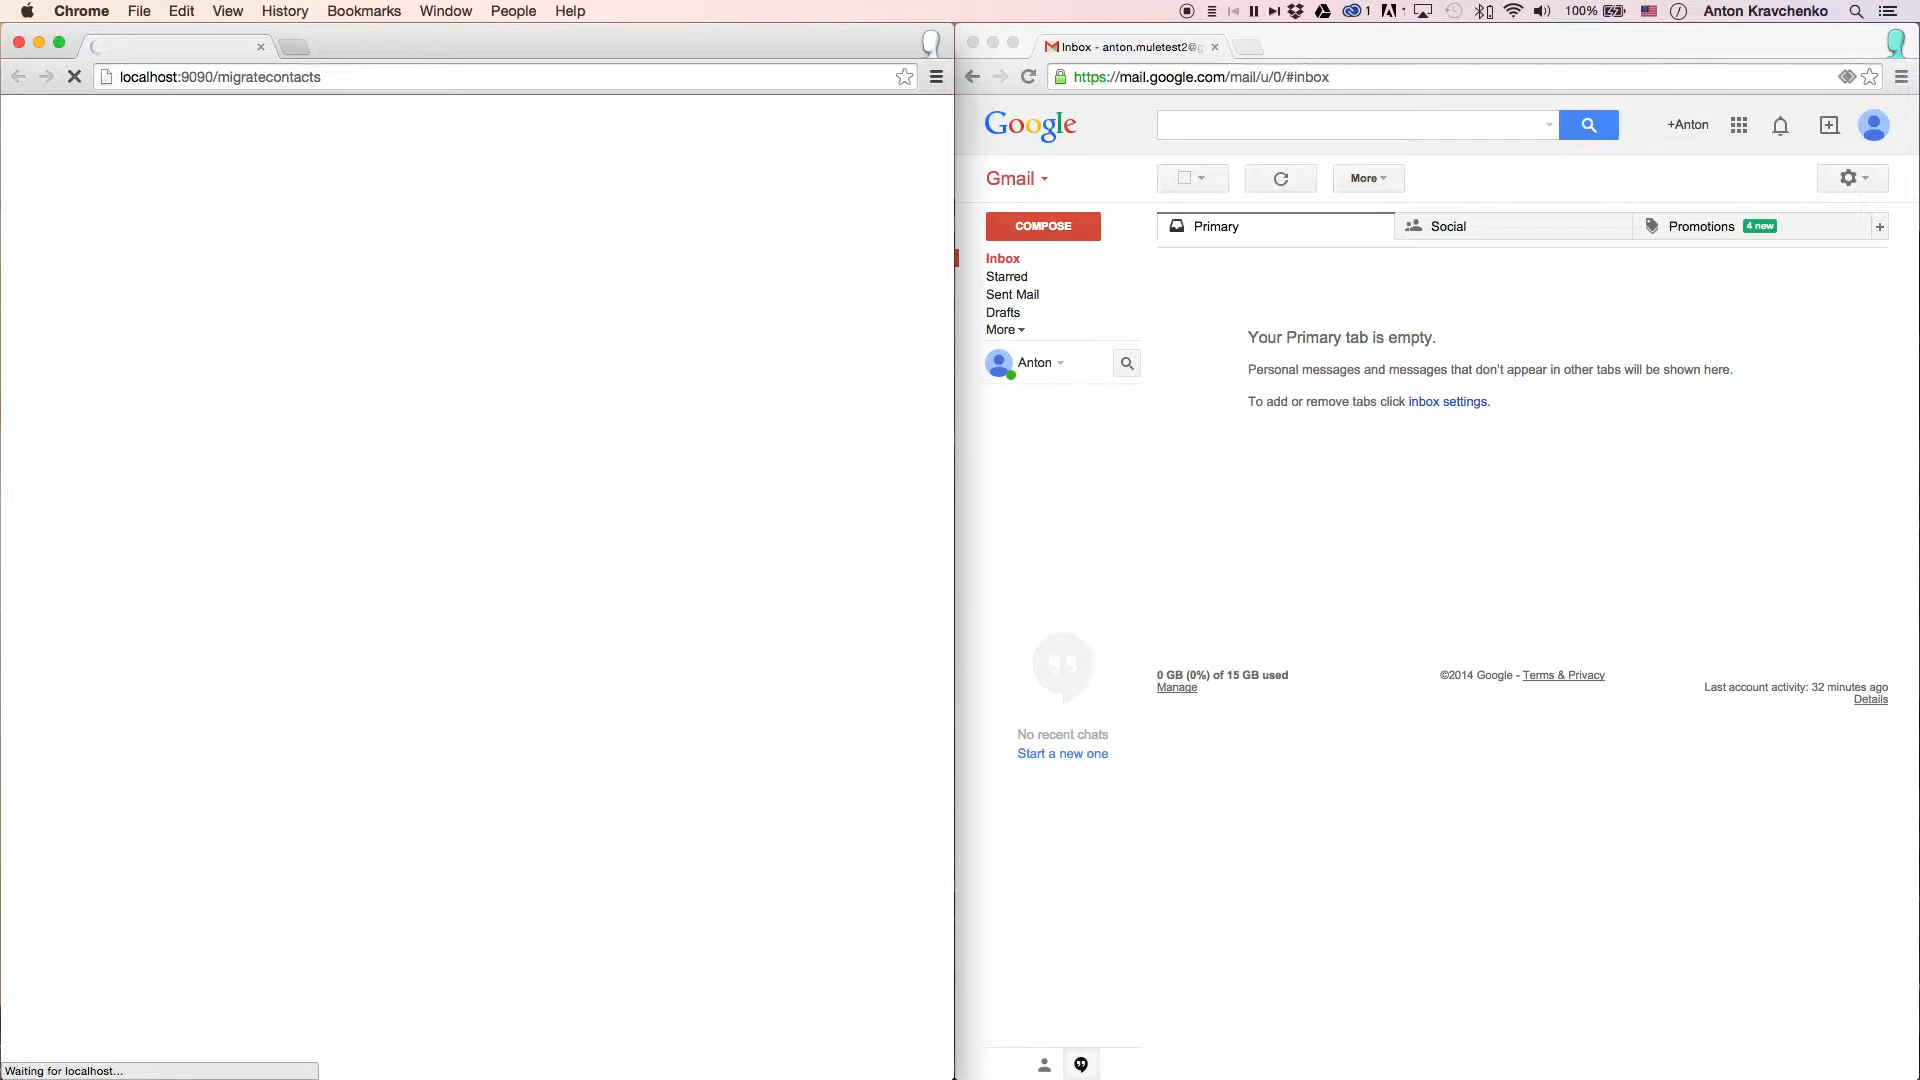 Chrome File Edit View History Bookmarks Window People Help
1 1 100% Anton Kravchenko
localhost:9090/migratecontacts
Waiting for localhost...
Inbox - anton.muletest2@g
https://mail.google.com/mail/u/0/#inbox
Google
+Anton
Gmail
More
COMPOSE
Primary
Social
Promotions 4 new
+
Inbox
Starred
Sent Mail
Drafts
More
Anton
Your Primary tab is empty.
Personal messages and messages that don't appear in other tabs will be shown here.
To add or remove tabs click inbox settings.
No recent chats
Start a new one
0 GB (0%) of 15 GB used
Manage
©2014 Google - Terms & Privacy
Last account activity: 32 minutes ago
Details